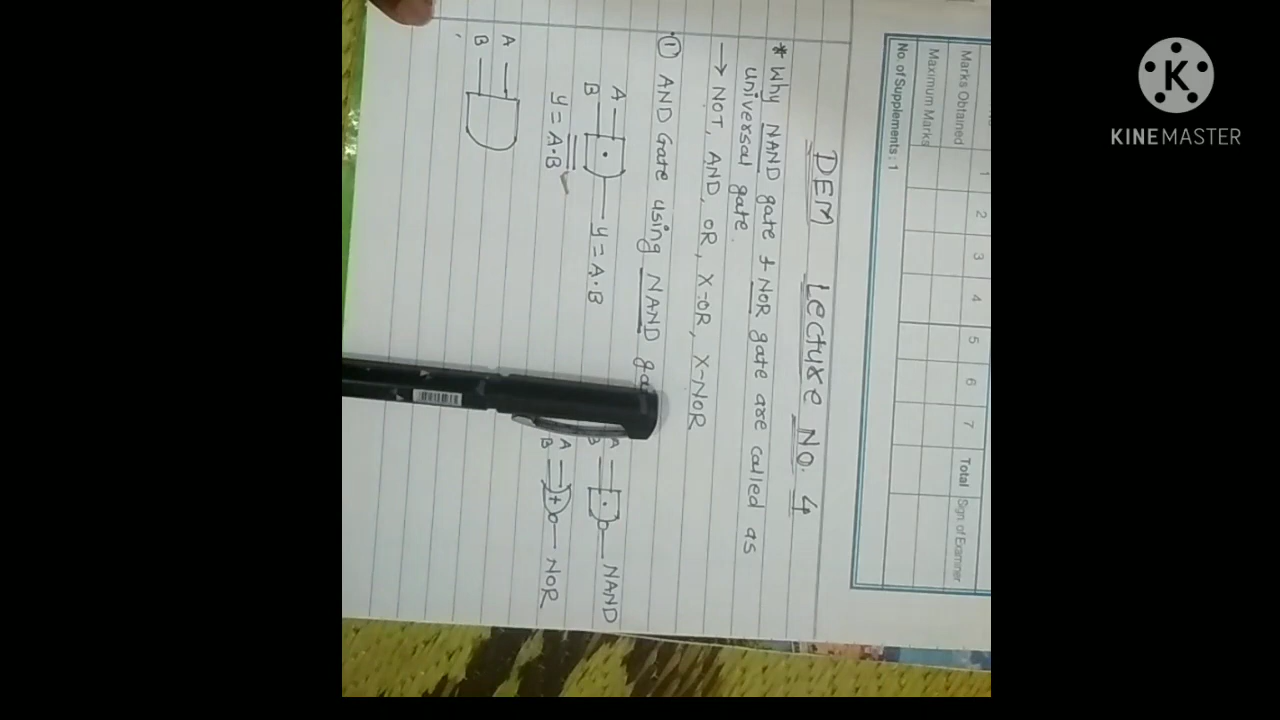 Marks Obtained
Maximum Marks
No. of Supplements : 1
1 2 3 4 5 6 7 Total Sign. of Examiner
DEM Lecture No. 4
* Why NAND gate & NOR gate are called as
universal gate.
→ NOT, AND, OR, X-OR, X-NOR
① AND Gate using NAND
A
B
y = A·B
y = A·B
A
B
NAND
A
B
+
NOR
A
B
K
KINEMASTER